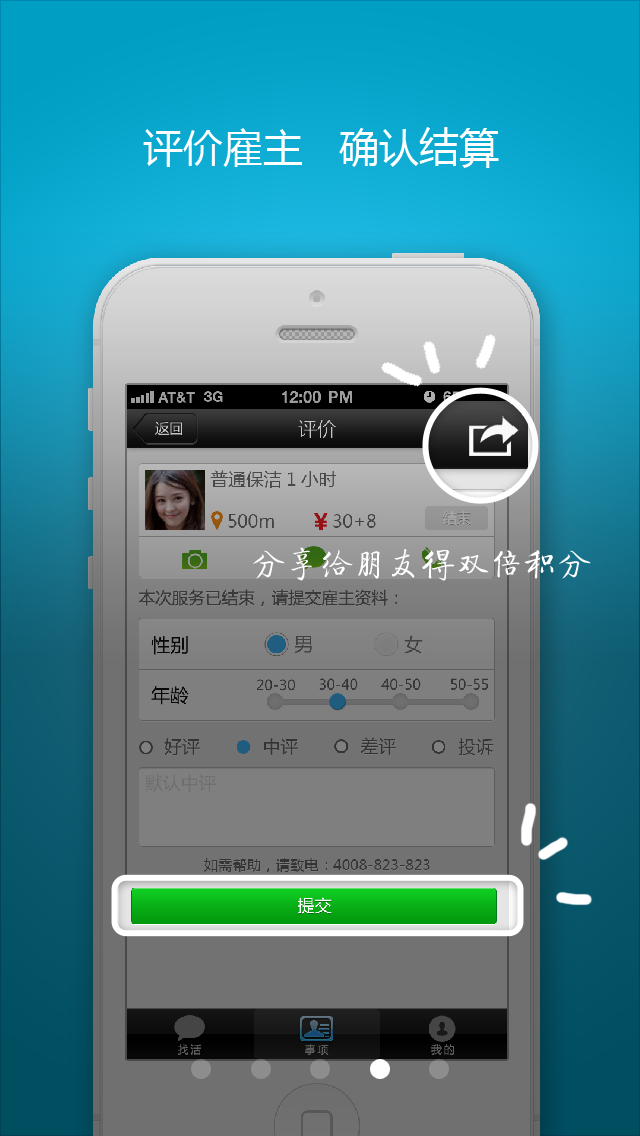 评价雇主 确认结算
AT&T 3G 12:00 PM
返回 评价
普通保洁 1 小时
500m ¥30+8 结束
分享给朋友得双倍积分
本次服务已结束，请提交雇主资料：
性别 男 女
年龄 20-30 30-40 40-50 50-55
好评 中评 差评 投诉
默认中评
如需帮助，请致电：4008-823-823
提交
找活 事项 我的